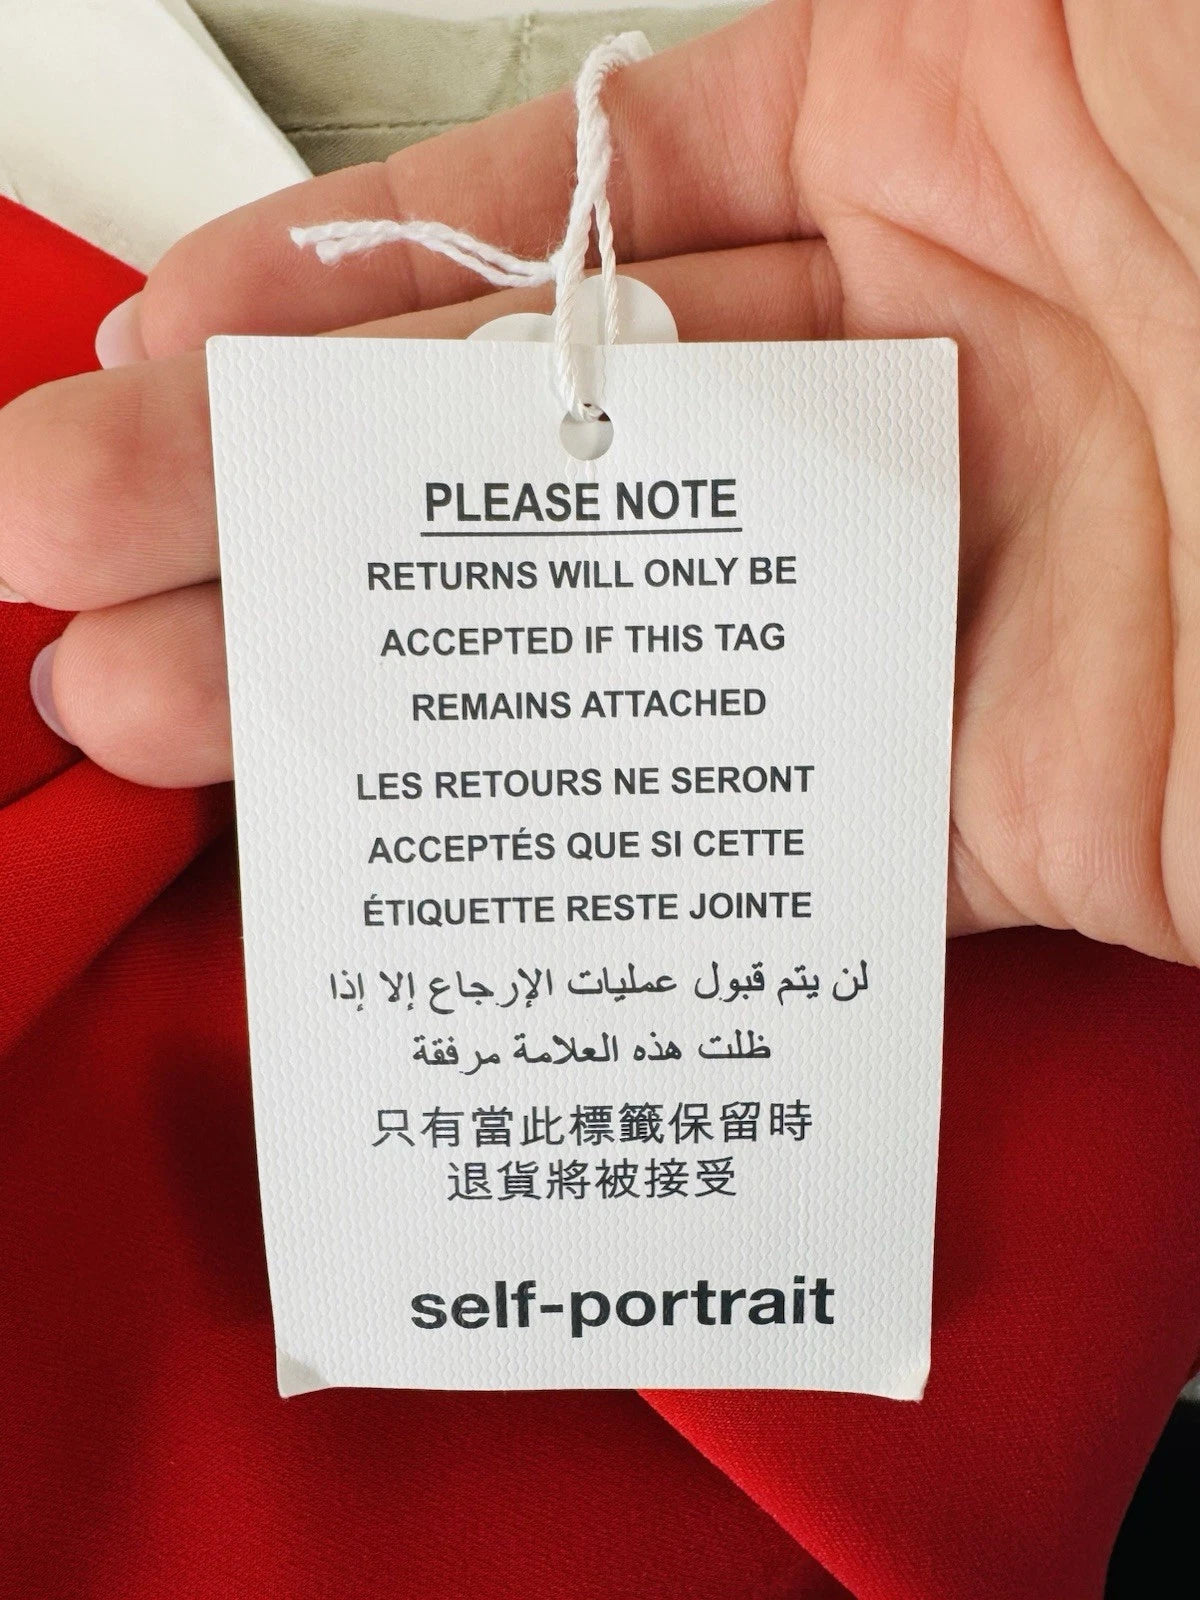 PLEASE NOTE
RETURNS WILL ONLY BE
ACCEPTED IF THIS TAG
REMAINS ATTACHED
LES RETOURS NE SERONT
ACCEPTÉS QUE SI CETTE
ÉTIQUETTE RESTE JOINTE
لن يتم قبول عمليات الإرجاع إلا إذا
ظلت هذه العلامة مرفقة
只有當此標籤保留時
退貨將被接受
self-portrait